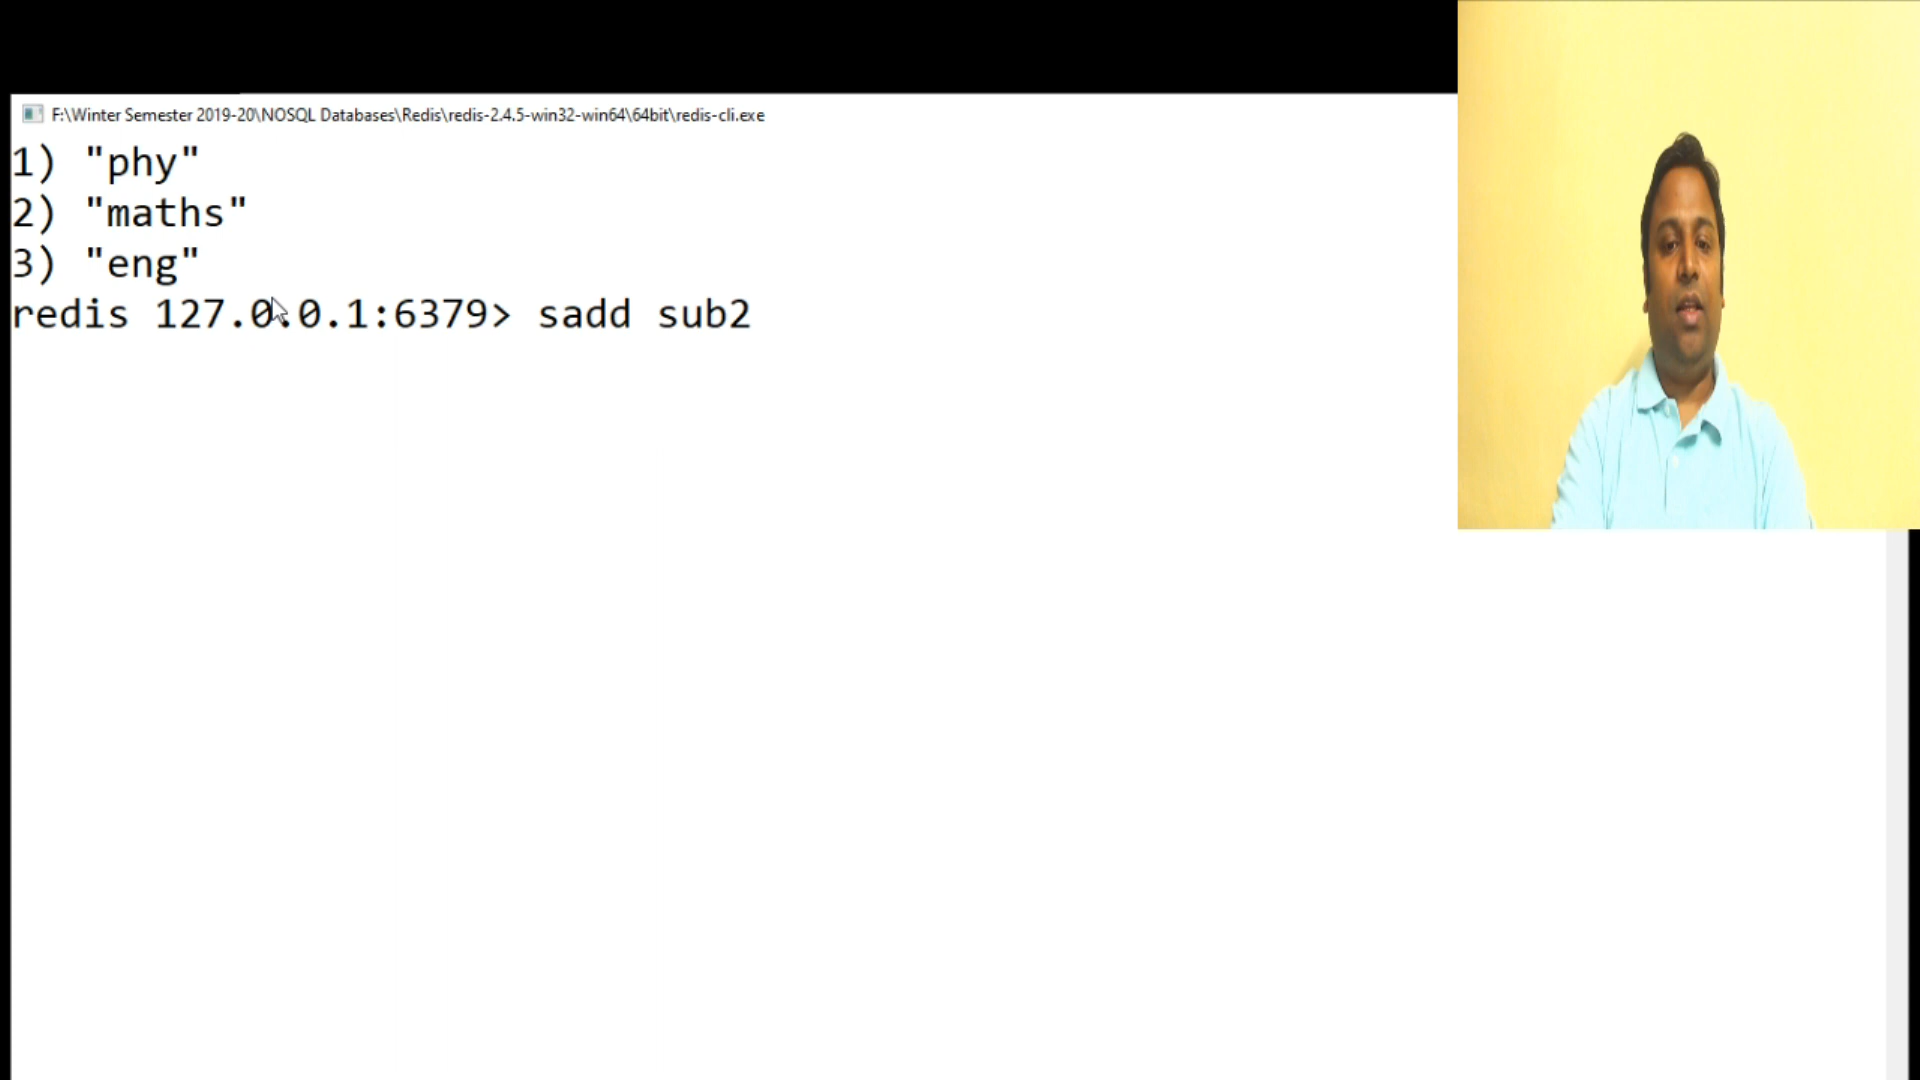 F:\Winter Semester 2019-20\NOSQL Databases\Redis\redis-2.4.5-win32-win64\64bit\redis-cli.exe
1) "phy"
2) "maths"
3) "eng"
redis 127.0.0.1:6379> sadd sub2